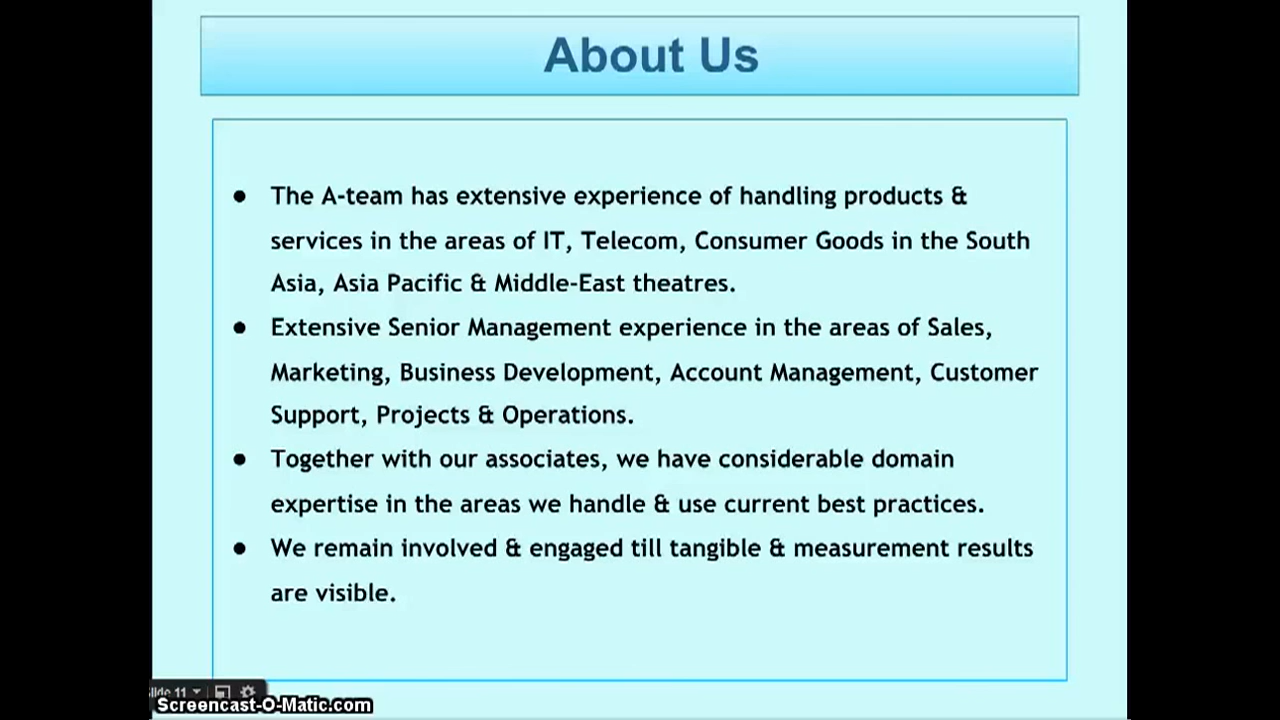 About Us
● The A-team has extensive experience of handling products &
services in the areas of IT, Telecom, Consumer Goods in the South
Asia, Asia Pacific & Middle-East theatres.
● Extensive Senior Management experience in the areas of Sales,
Marketing, Business Development, Account Management, Customer
Support, Projects & Operations.
● Together with our associates, we have considerable domain
expertise in the areas we handle & use current best practices.
● We remain involved & engaged till tangible & measurement results
are visible.
Slide 11
Screencast-O-Matic.com